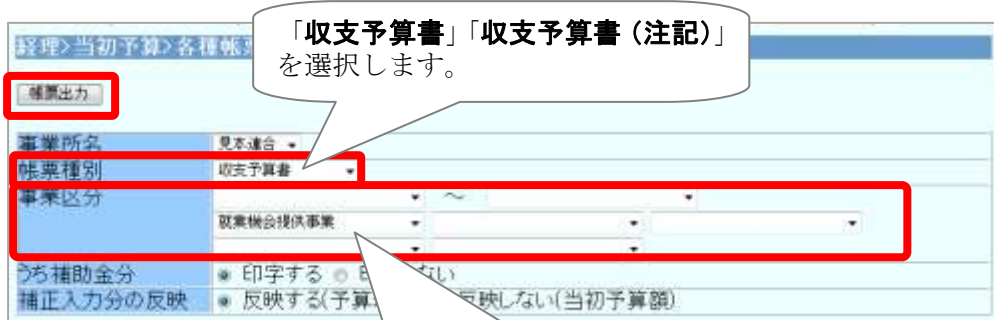 「収支予算書」「収支予算書（注記）」
を選択します。
経理>当初予算>各種帳票
帳票出力
事業所名 見本連合
帳票種別 収支予算書
事業区分 ～
就業機会提供事業
うち補助金分 印字する ない
補正入力分の反映 反映する(予算 反映しない(当初予算額)